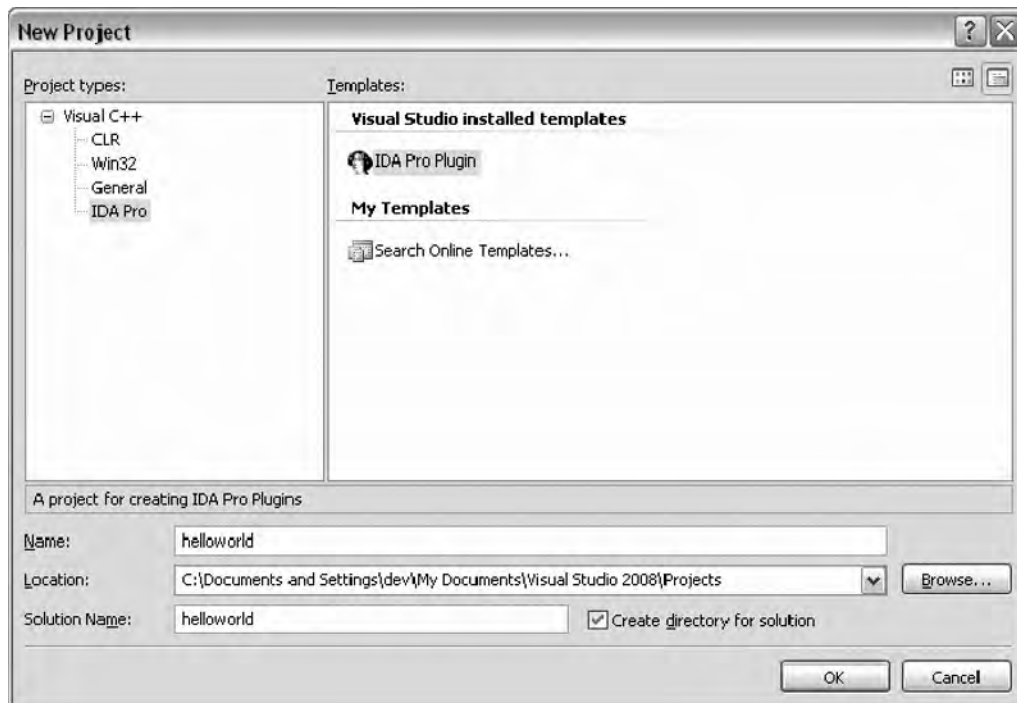 New Project
Project types:
Templates:
Visual C++
CLR
Win32
General
IDA Pro
Visual Studio installed templates
IDA Pro Plugin
My Templates
Search Online Templates...
A project for creating IDA Pro Plugins
Name:
helloworld
Location:
C:\Documents and Settings\dev\My Documents\Visual Studio 2008\Projects
Browse...
Solution Name:
helloworld
Create directory for solution
OK
Cancel